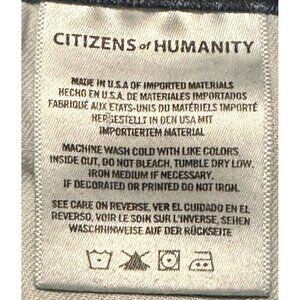 CITIZENS of HUMANITY
MADE IN U.S.A OF IMPORTED MATERIALS
HECHO EN U.S.A. DE MATERIALES IMPORTADOS
FABRIQUÉ AUX ETATS-UNIS DU MATÉRIELS IMPORTÉ
HERGESTELLT IN DEN USA MIT
IMPORTIERTEM MATERIAL
MACHINE WASH COLD WITH LIKE COLORS
INSIDE OUT, DO NOT BLEACH, TUMBLE DRY LOW.
IRON MEDIUM IF NECESSARY.
IF DECORATED OR PRINTED DO NOT IRON.
SEE CARE ON REVERSE. VER EL CUIDADO EN EL
REVERSO. VOIR LE SOIN SUR L'INVERSE. SEHEN
WASCHHINWEISE AUF DER RÜCKSEITE